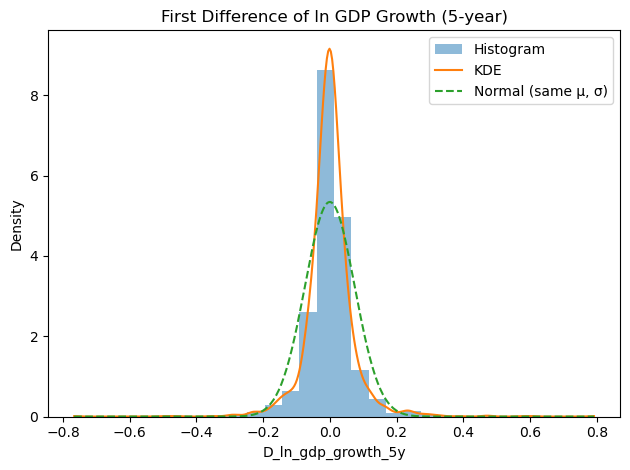 First Difference of ln GDP Growth (5-year)
Histogram
KDE
Normal (same μ, σ)
Density
8
6
4
2
0
−0.8 −0.6 −0.4 −0.2 0.0 0.2 0.4 0.6 0.8
D_ln_gdp_growth_5y